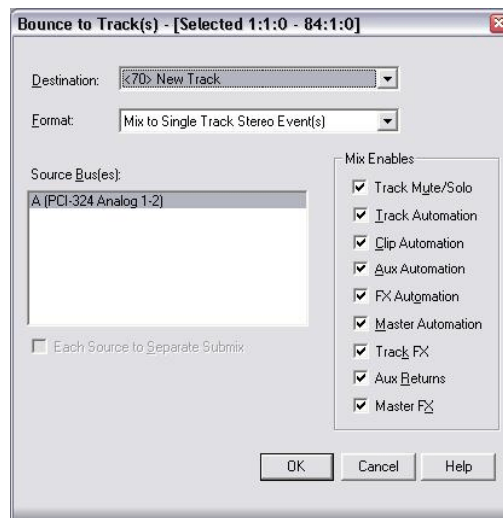 Bounce to Track(s) - [Selected 1:1:0 - 84:1:0]
Destination: <70> New Track
Format: Mix to Single Track Stereo Event(s)
Source Bus(es):
A (PCI-324 Analog 1-2)
Each Source to Separate Submix
Mix Enables
Track Mute/Solo
Track Automation
Clip Automation
Aux Automation
FX Automation
Master Automation
Track FX
Aux Returns
Master FX
OK Cancel Help